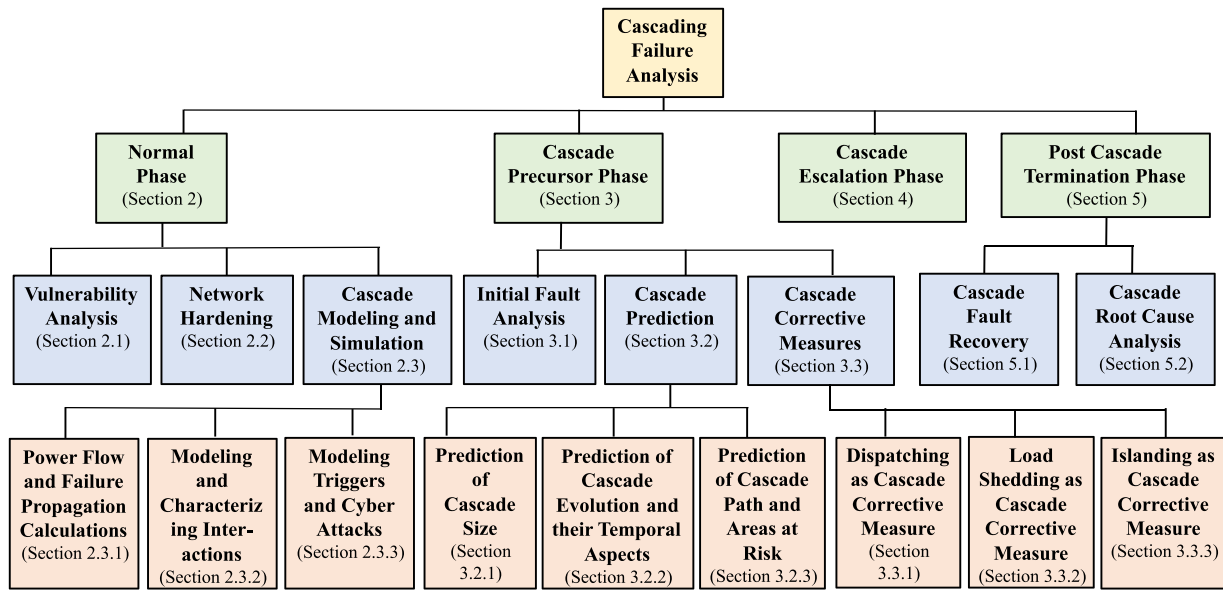 Cascading
Failure
Analysis
Normal
Phase
(Section 2)
Cascade
Precursor Phase
(Section 3)
Cascade
Escalation Phase
(Section 4)
Post Cascade
Termination Phase
(Section 5)
Vulnerability
Analysis
(Section 2.1)
Network
Hardening
(Section 2.2)
Cascade
Modeling and
Simulation
(Section 2.3)
Initial Fault
Analysis
(Section 3.1)
Cascade
Prediction
(Section 3.2)
Cascade
Corrective
Measures
(Section 3.3)
Cascade
Fault
Recovery
(Section 5.1)
Cascade
Root Cause
Analysis
(Section 5.2)
Power Flow
and Failure
Propagation
Calculations
(Section 2.3.1)
Modeling
and
Characteriz
ing Inter-
actions
(Section 2.3.2)
Modeling
Triggers
and Cyber
Attacks
(Section 2.3.3)
Prediction
of
Cascade
Size
(Section
3.2.1)
Prediction of
Cascade
Evolution and
their Temporal
Aspects
(Section 3.2.2)
Prediction
of Cascade
Path and
Areas at
Risk
(Section 3.2.3)
Dispatching
as Cascade
Corrective
Measure
(Section
3.3.1)
Load
Shedding as
Cascade
Corrective
Measure
(Section 3.3.2)
Islanding as
Cascade
Corrective
Measure
(Section 3.3.3)